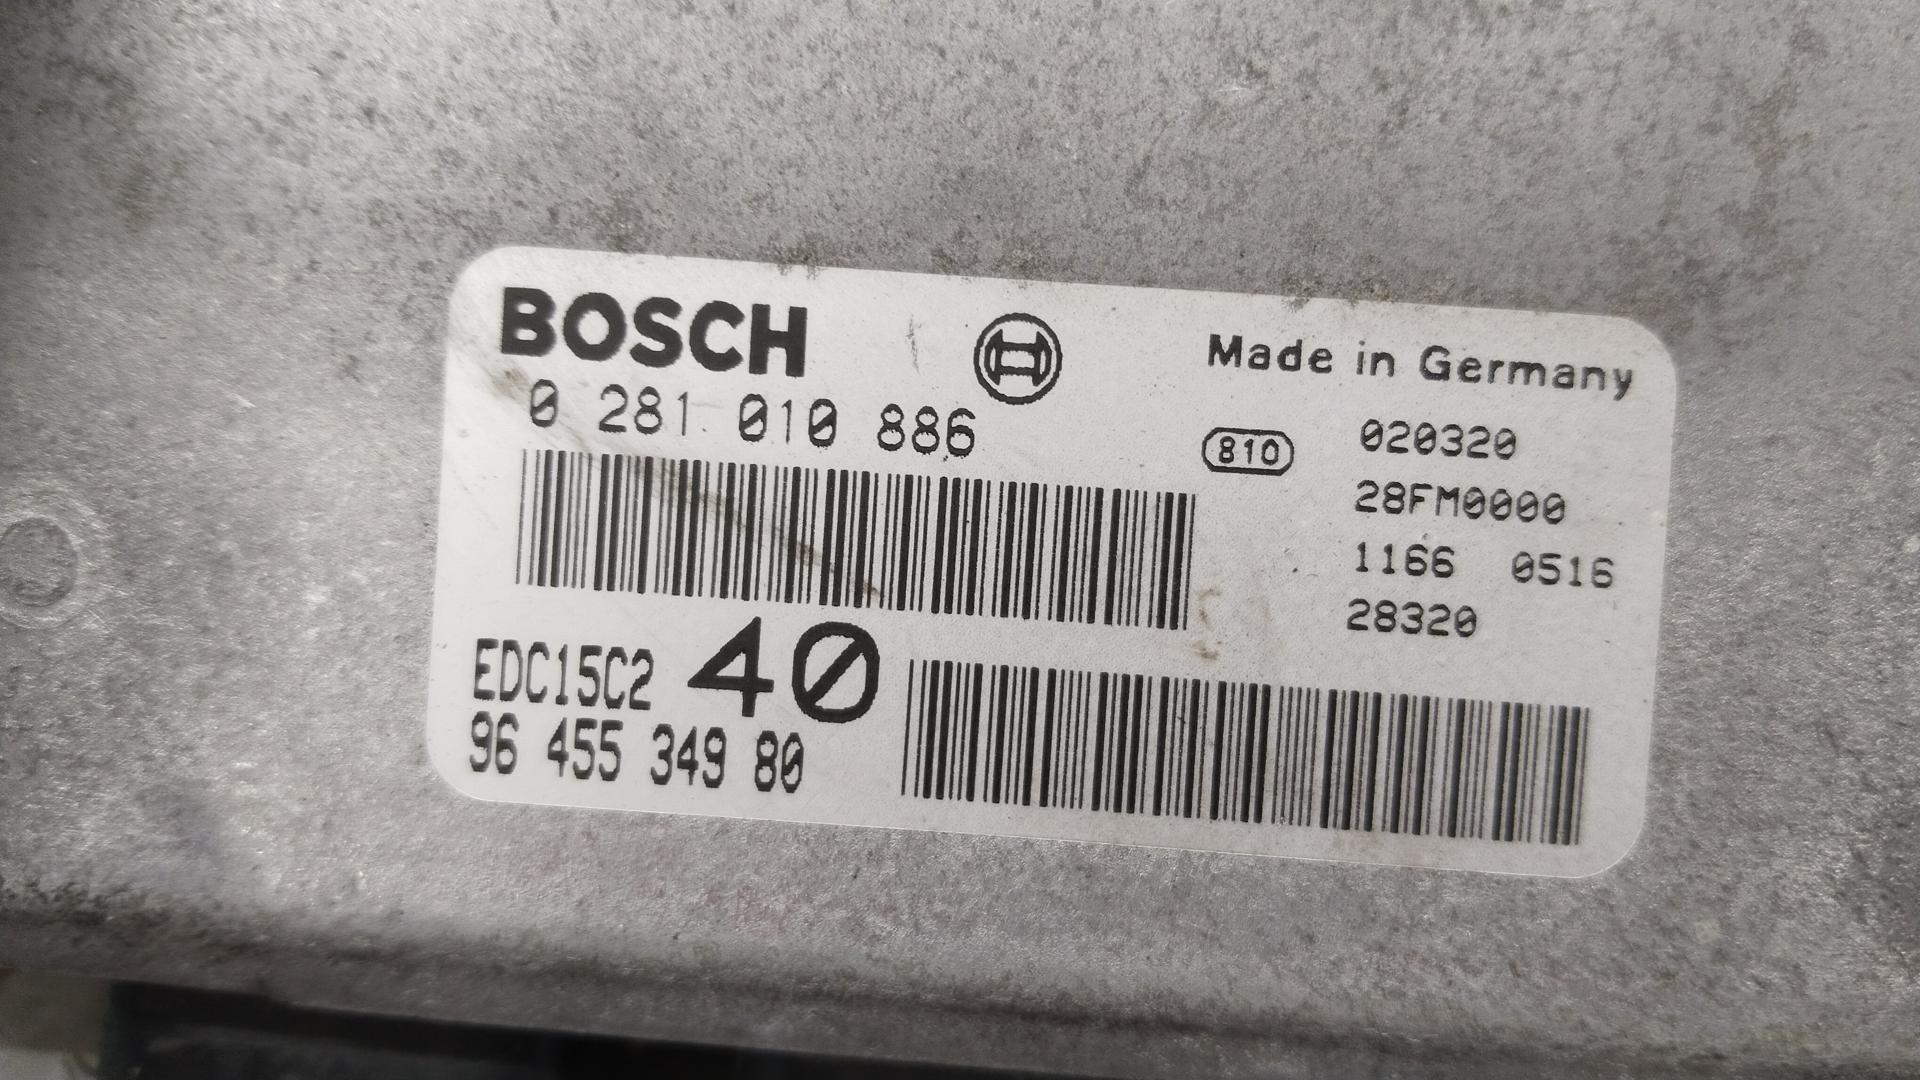 BOSCH
Made in Germany
0 281 010 886
810
020320
28FM0000
1166 0516
28320
EDC15C2 40
96 455 349 80